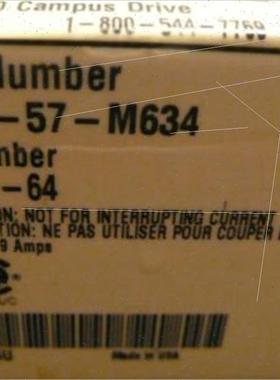 Campus Drive
1-800-544-7769
Number
-57-M634
mber
-64
ON: NOT FOR INTERRUPTING CURRENT
TION: NE PAS UTILISER POUR COUPER
9 Amps
Made in USA